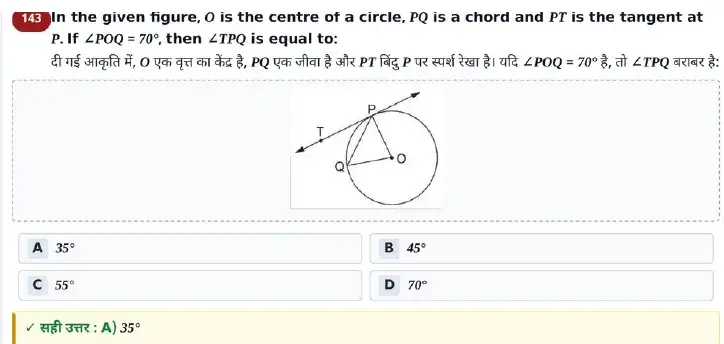 143 In the given figure, O is the centre of a circle, PQ is a chord and PT is the tangent at
P. If ∠POQ = 70°, then ∠TPQ is equal to:
दी गई आकृति में, O एक वृत्त का केंद्र है, PQ एक जीवा है और PT बिंदु P पर स्पर्श रेखा है। यदि ∠POQ = 70° है, तो ∠TPQ बराबर है:
P
T
Q
O
A 35°
B 45°
C 55°
D 70°
✓ सही उत्तर : A) 35°